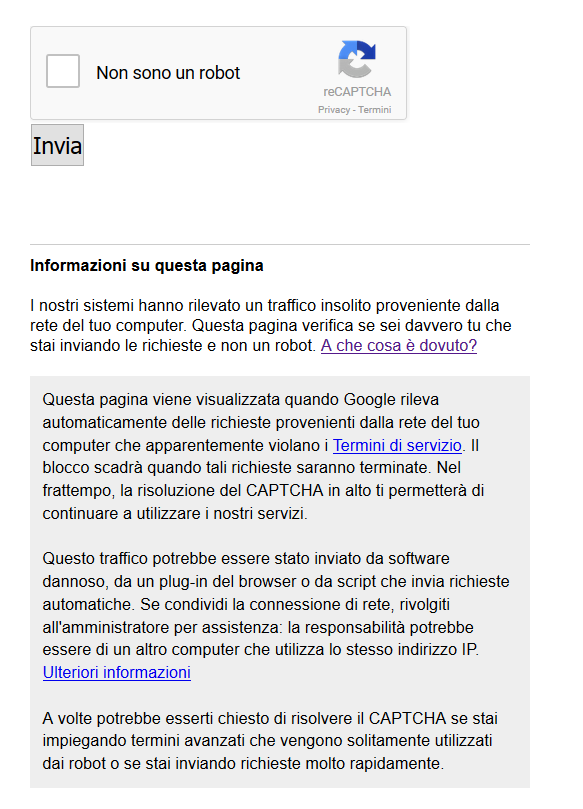 Non sono un robot
reCAPTCHA
Privacy - Termini
Invia
Informazioni su questa pagina
I nostri sistemi hanno rilevato un traffico insolito proveniente dalla
rete del tuo computer. Questa pagina verifica se sei davvero tu che
stai inviando le richieste e non un robot. A che cosa è dovuto?
Questa pagina viene visualizzata quando Google rileva
automaticamente delle richieste provenienti dalla rete del tuo
computer che apparentemente violano i Termini di servizio. Il
blocco scadrà quando tali richieste saranno terminate. Nel
frattempo, la risoluzione del CAPTCHA in alto ti permetterà di
continuare a utilizzare i nostri servizi.
Questo traffico potrebbe essere stato inviato da software
dannoso, da un plug-in del browser o da script che invia richieste
automatiche. Se condividi la connessione di rete, rivolgiti
all'amministratore per assistenza: la responsabilità potrebbe
essere di un altro computer che utilizza lo stesso indirizzo IP.
Ulteriori informazioni
A volte potrebbe esserti chiesto di risolvere il CAPTCHA se stai
impiegando termini avanzati che vengono solitamente utilizzati
dai robot o se stai inviando richieste molto rapidamente.